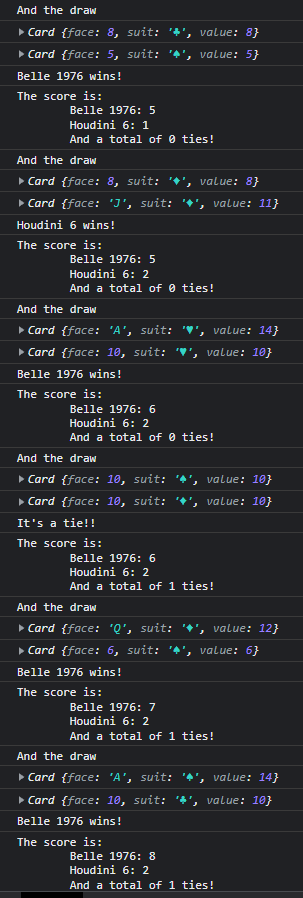 And the draw
▶ Card {face: 8, suit: '♣', value: 8}
▶ Card {face: 5, suit: '♠', value: 5}
Belle 1976 wins!
The score is:
Belle 1976: 5
Houdini 6: 1
And a total of 0 ties!
And the draw
▶ Card {face: 8, suit: '♦', value: 8}
▶ Card {face: 'J', suit: '♦', value: 11}
Houdini 6 wins!
The score is:
Belle 1976: 5
Houdini 6: 2
And a total of 0 ties!
And the draw
▶ Card {face: 'A', suit: '♥', value: 14}
▶ Card {face: 10, suit: '♥', value: 10}
Belle 1976 wins!
The score is:
Belle 1976: 6
Houdini 6: 2
And a total of 0 ties!
And the draw
▶ Card {face: 10, suit: '♠', value: 10}
▶ Card {face: 10, suit: '♦', value: 10}
It's a tie!!
The score is:
Belle 1976: 6
Houdini 6: 2
And a total of 1 ties!
And the draw
▶ Card {face: 'Q', suit: '♦', value: 12}
▶ Card {face: 6, suit: '♠', value: 6}
Belle 1976 wins!
The score is:
Belle 1976: 7
Houdini 6: 2
And a total of 1 ties!
And the draw
▶ Card {face: 'A', suit: '♠', value: 14}
▶ Card {face: 10, suit: '♣', value: 10}
Belle 1976 wins!
The score is:
Belle 1976: 8
Houdini 6: 2
And a total of 1 ties!